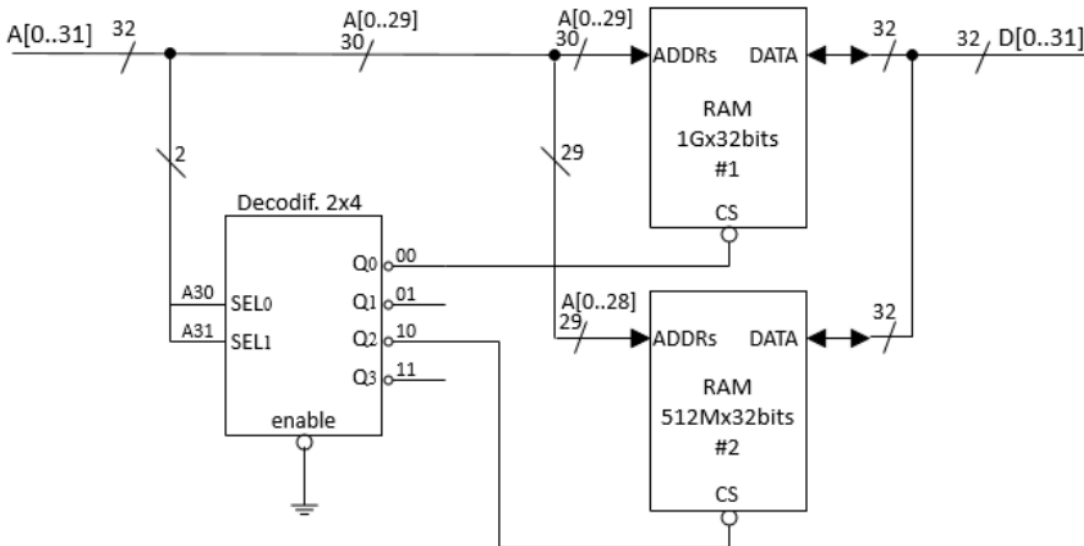 A[0..31]
32
A[0..29]
30
A[0..29]
30
ADDRs
DATA
32
32
D[0..31]
RAM
1Gx32bits
#1
CS
2
29
Decodif. 2x4
Q0
00
A30
SEL0
Q1
01
A31
SEL1
Q2
10
Q3
11
enable
A[0..28]
29
ADDRs
DATA
32
RAM
512Mx32bits
#2
CS